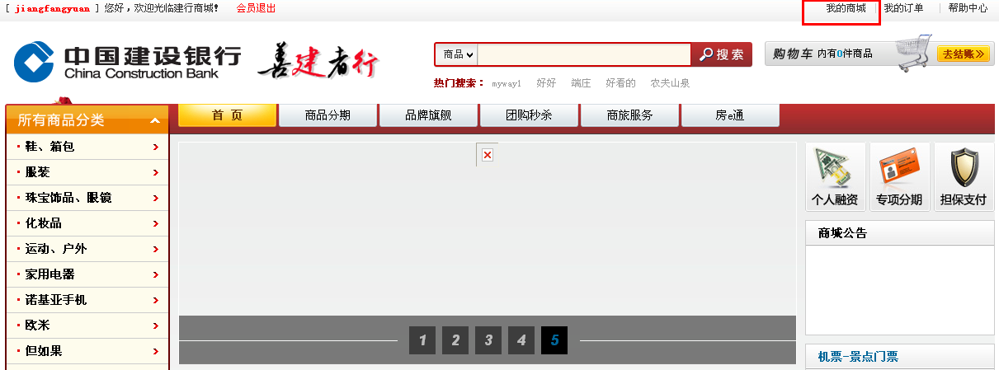 [ jiangfangyuan ] 您好，欢迎光临建行商城! 会员退出
我的商城 我的订单 帮助中心
中国建设银行
China Construction Bank
善建者行
商品 搜索
热门搜索： myway1 好好 端庄 好看的 农夫山泉
购物车 内有0件商品 去结账
所有商品分类
首 页 商品分期 品牌旗舰 团购秒杀 商旅服务 房e通
鞋、箱包
服装
珠宝饰品、眼镜
化妆品
运动、户外
家用电器
诺基亚手机
欧米
但如果
1 2 3 4 5
个人融资 专项分期 担保支付
商城公告
机票-景点门票